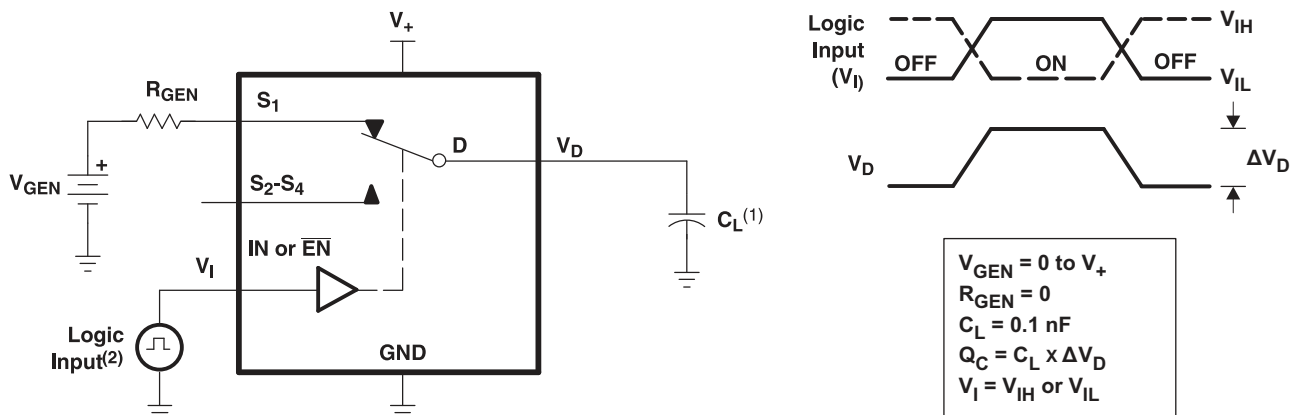 V+
RGEN
S1
D
VD
VGEN
+
S2-S4
CL(1)
IN or E̅N̅
VI
Logic
Input(2)
GND
Logic
Input
(VI)
VIH
OFF
ON
OFF
VIL
VD
ΔVD
VGEN = 0 to V+
RGEN = 0
CL = 0.1 nF
QC = CL x ΔVD
VI = VIH or VIL